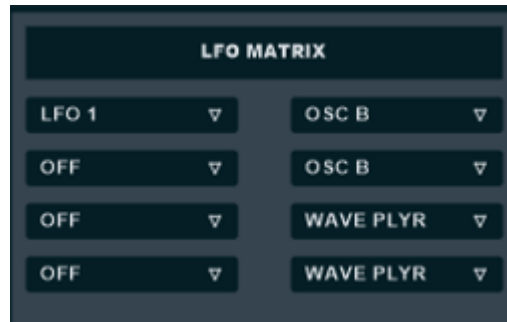 LFO MATRIX
LFO 1 OSC B
OFF OSC B
OFF WAVE PLYR
OFF WAVE PLYR